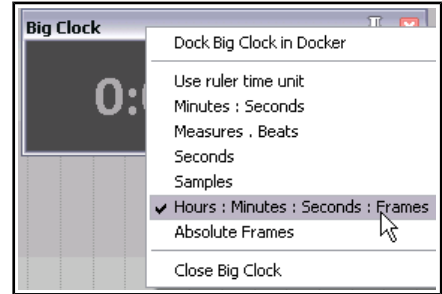 Big Clock
0:
Dock Big Clock in Docker
Use ruler time unit
Minutes : Seconds
Measures . Beats
Seconds
Samples
✓ Hours : Minutes : Seconds : Frames
Absolute Frames
Close Big Clock